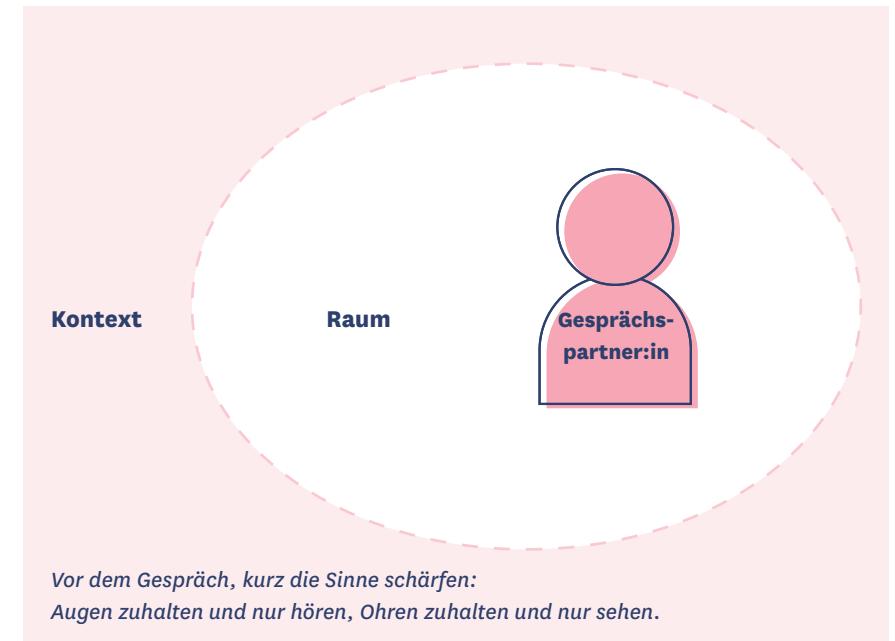 Kontext
Raum
Gesprächs-
partner:in
Vor dem Gespräch, kurz die Sinne schärfen:
Augen zuhalten und nur hören, Ohren zuhalten und nur sehen.